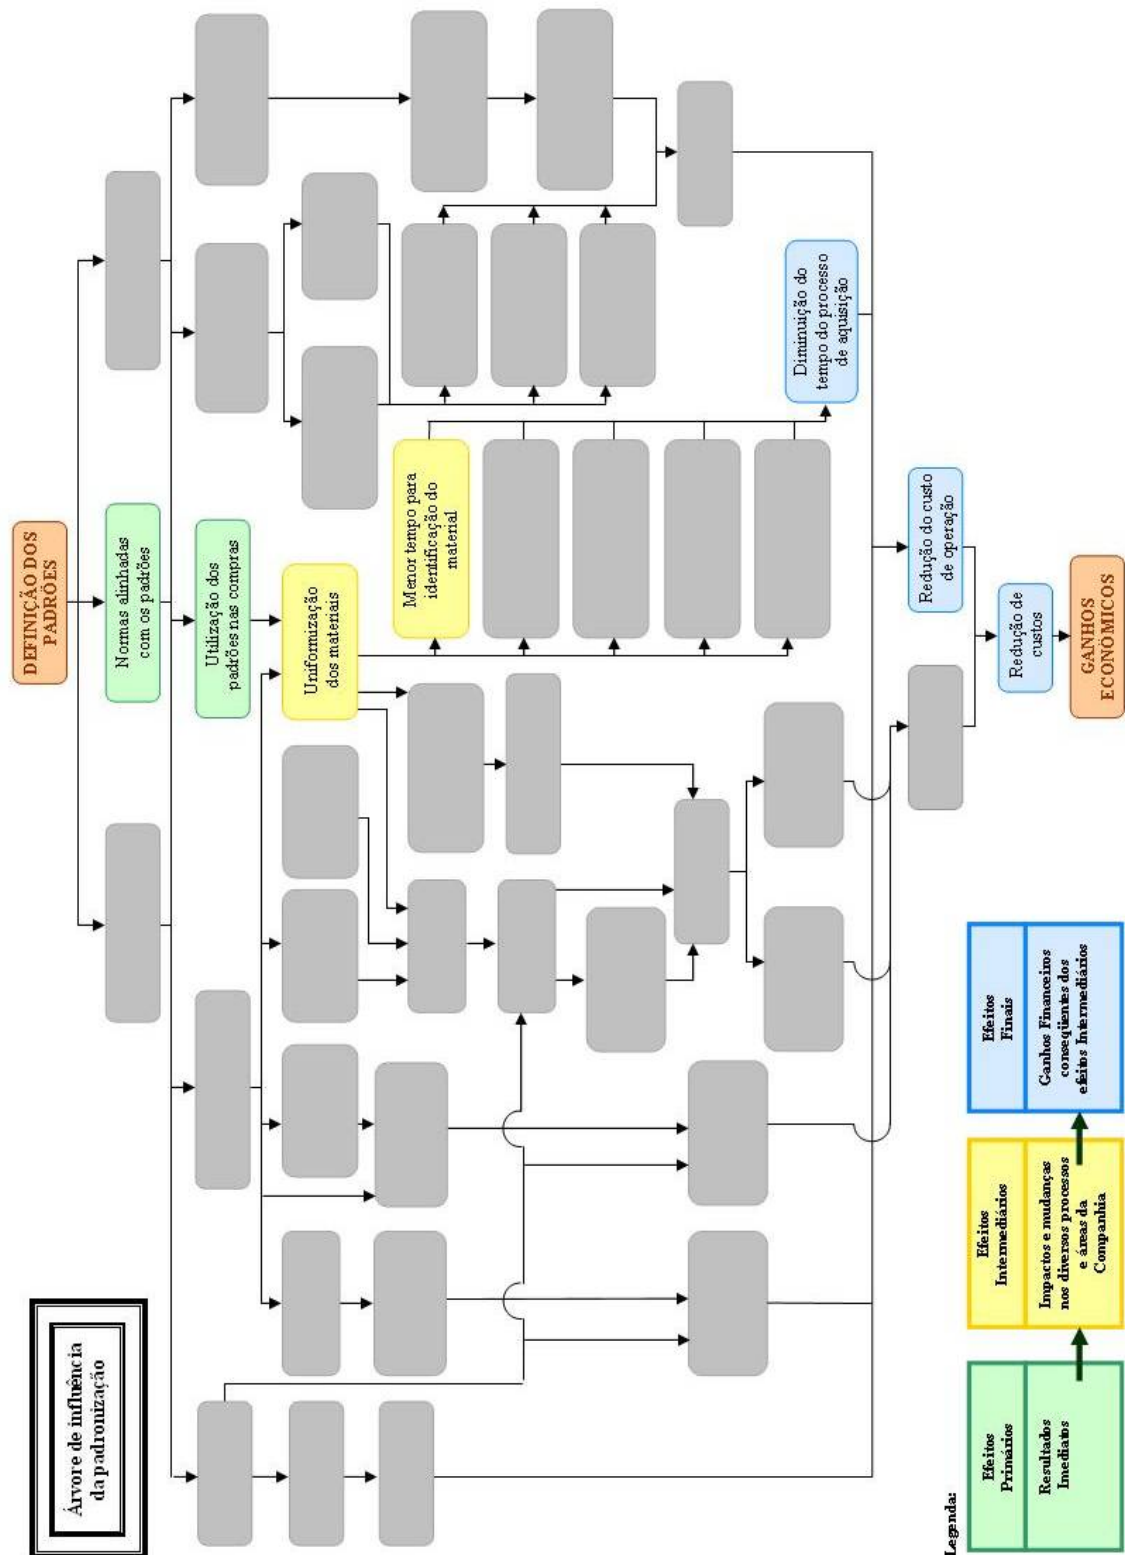 Árvore de influência
da padronização
DEFINIÇÃO DOS
PADRÕES
Normas alinhadas
com os padrões
Utilização dos
padrões nas compras
Uniformização
dos materiais
Menor tempo para
identificação do
material
Diminuição do
tempo do processo
de aquisição
Redução do custo
de operação
Redução de
custos
GANHOS
ECONÔMICOS
Legenda:
Efeitos
Primários
Resultados
Imediatos
Efeitos
Intermediários
Impactos e mudanças
nos diversos processos
e áreas da
Companhia
Efeitos
Finais
Ganhos Financeiros
conseqüentes dos
efeitos Intermediários